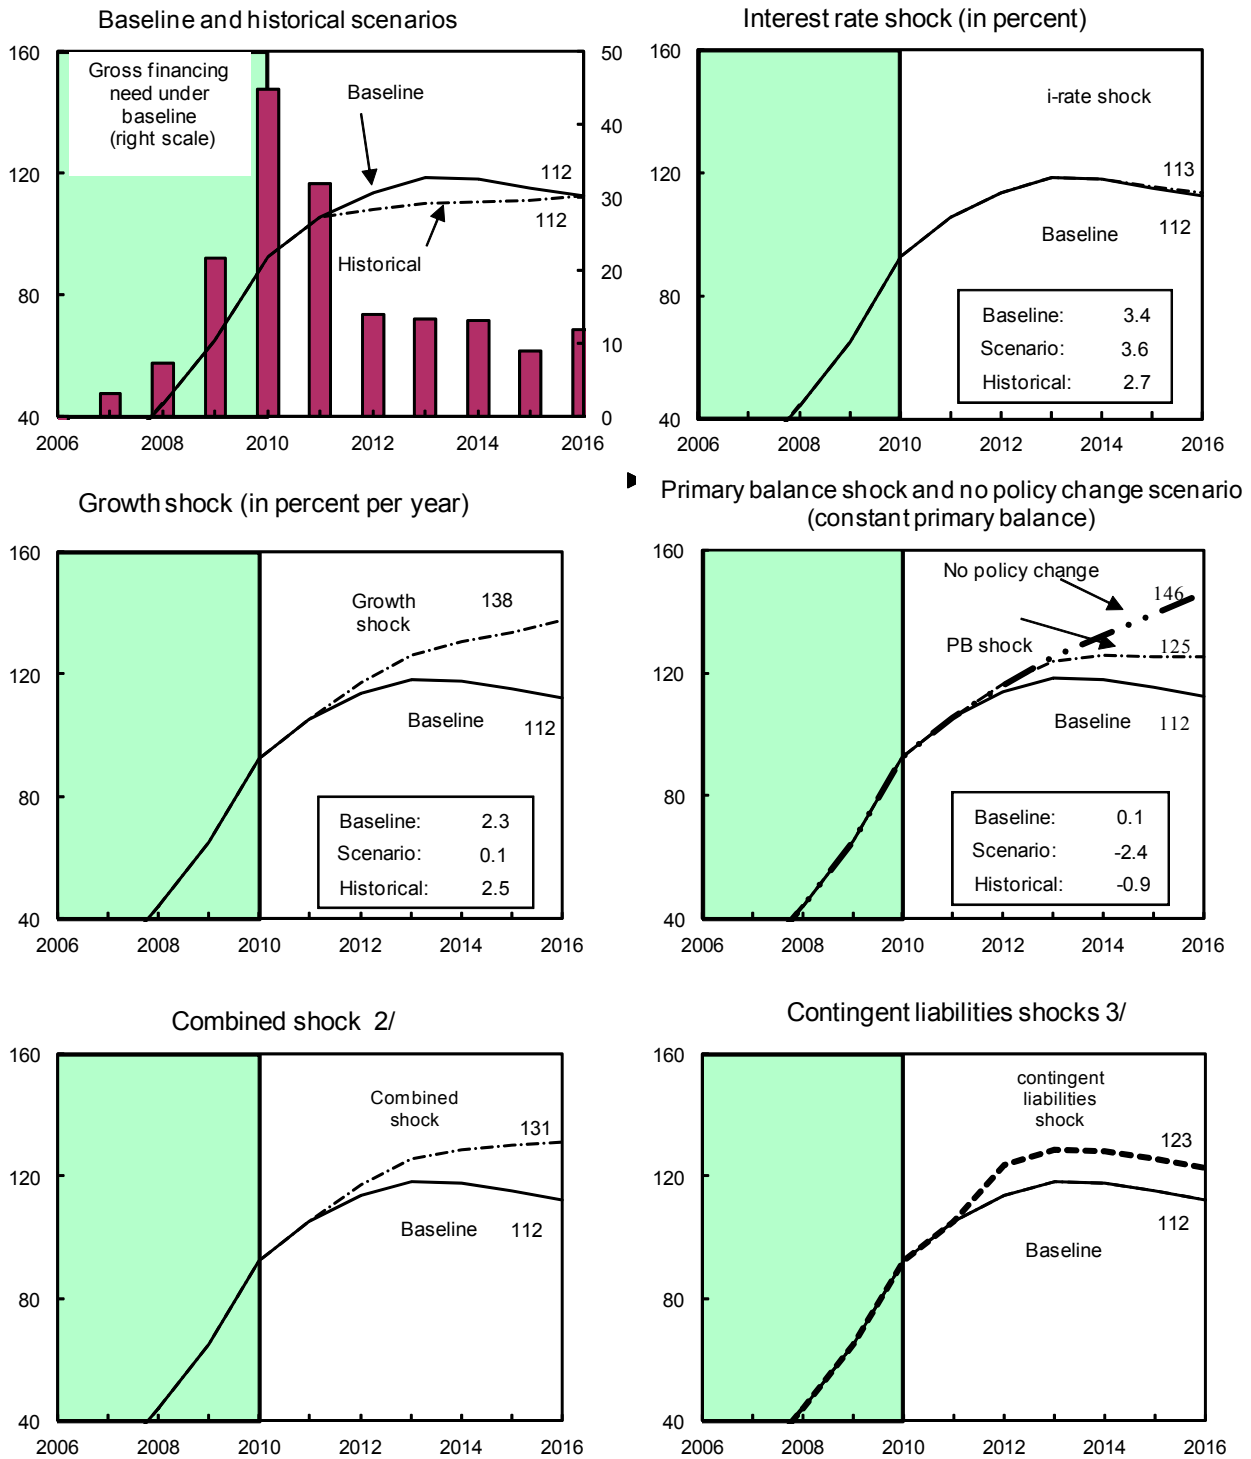 Baseline and historical scenarios
160
120
80
40
50
40
30
20
10
0
Gross financing
need under
baseline
(right scale)
Baseline
112
112
Historical
2006
2008
2010
2012
2014
2016
Interest rate shock (in percent)
160
120
80
40
i-rate shock
113
112
Baseline
Baseline: 3.4
Scenario: 3.6
Historical: 2.7
2006
2008
2010
2012
2014
2016
Growth shock (in percent per year)
160
120
80
40
Growth
shock
138
Baseline
112
Baseline: 2.3
Scenario: 0.1
Historical: 2.5
2006
2008
2010
2012
2014
2016
Primary balance shock and no policy change scenario
(constant primary balance)
160
120
80
40
No policy change
146
PB shock
125
Baseline
112
Baseline: 0.1
Scenario: -2.4
Historical: -0.9
2006
2008
2010
2012
2014
2016
Combined shock 2/
160
120
80
40
Combined
shock
131
Baseline
112
2006
2008
2010
2012
2014
2016
Contingent liabilities shocks 3/
160
120
80
40
contingent
liabilities
shock
123
112
Baseline
2006
2008
2010
2012
2014
2016